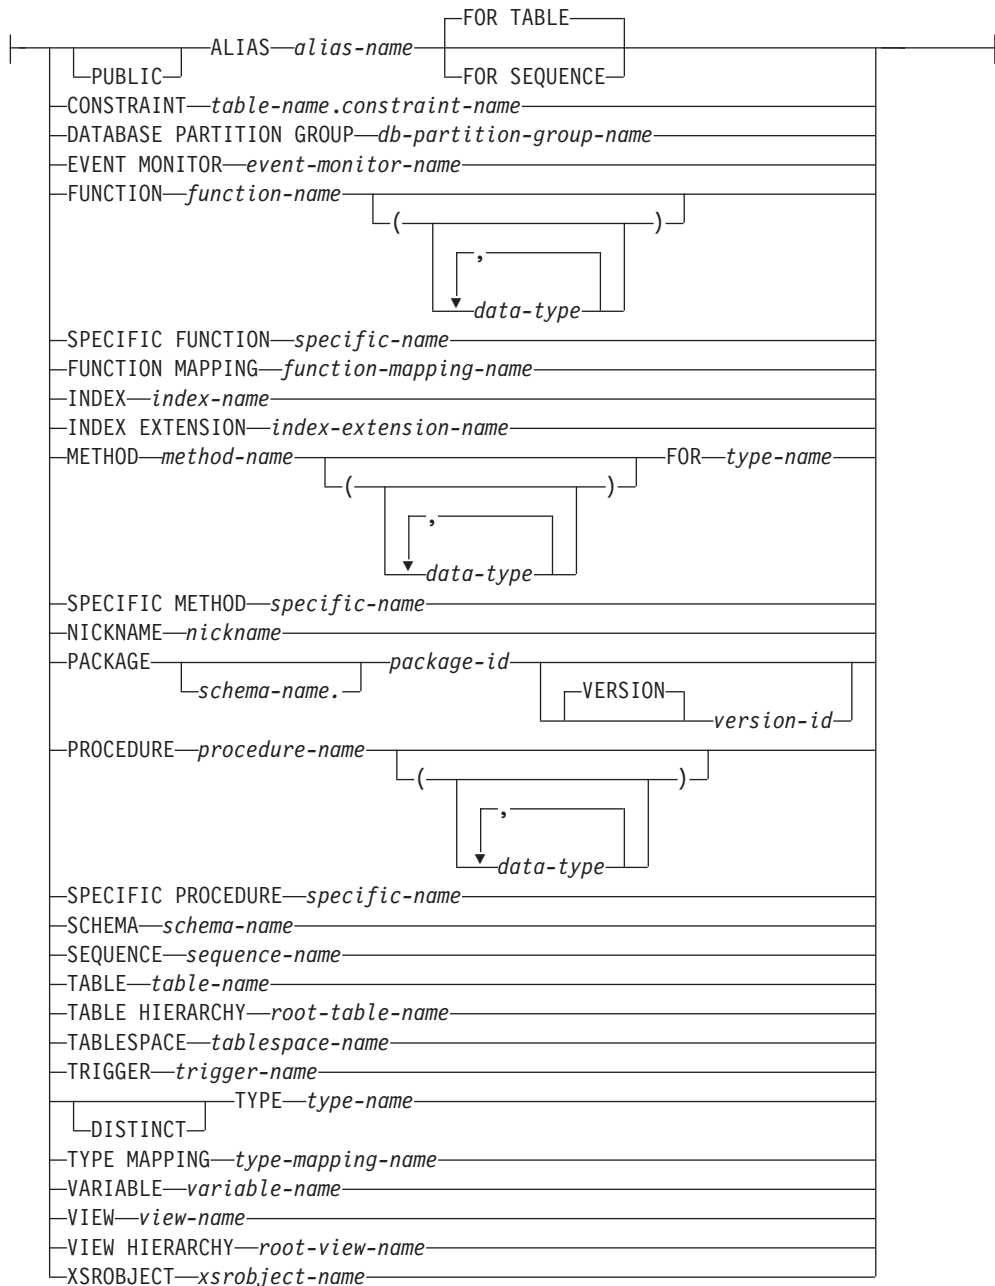 FOR TABLE
ALIAS alias-name
PUBLIC FOR SEQUENCE
CONSTRAINT table-name.constraint-name
DATABASE PARTITION GROUP db-partition-group-name
EVENT MONITOR event-monitor-name
FUNCTION function-name
( )
,
data-type
SPECIFIC FUNCTION specific-name
FUNCTION MAPPING function-mapping-name
INDEX index-name
INDEX EXTENSION index-extension-name
METHOD method-name FOR type-name
( )
,
data-type
SPECIFIC METHOD specific-name
NICKNAME nickname
PACKAGE package-id
schema-name. VERSION
version-id
PROCEDURE procedure-name
( )
,
data-type
SPECIFIC PROCEDURE specific-name
SCHEMA schema-name
SEQUENCE sequence-name
TABLE table-name
TABLE HIERARCHY root-table-name
TABLESPACE tablespace-name
TRIGGER trigger-name
TYPE type-name
DISTINCT
TYPE MAPPING type-mapping-name
VARIABLE variable-name
VIEW view-name
VIEW HIERARCHY root-view-name
XSROBJECT xsrobject-name